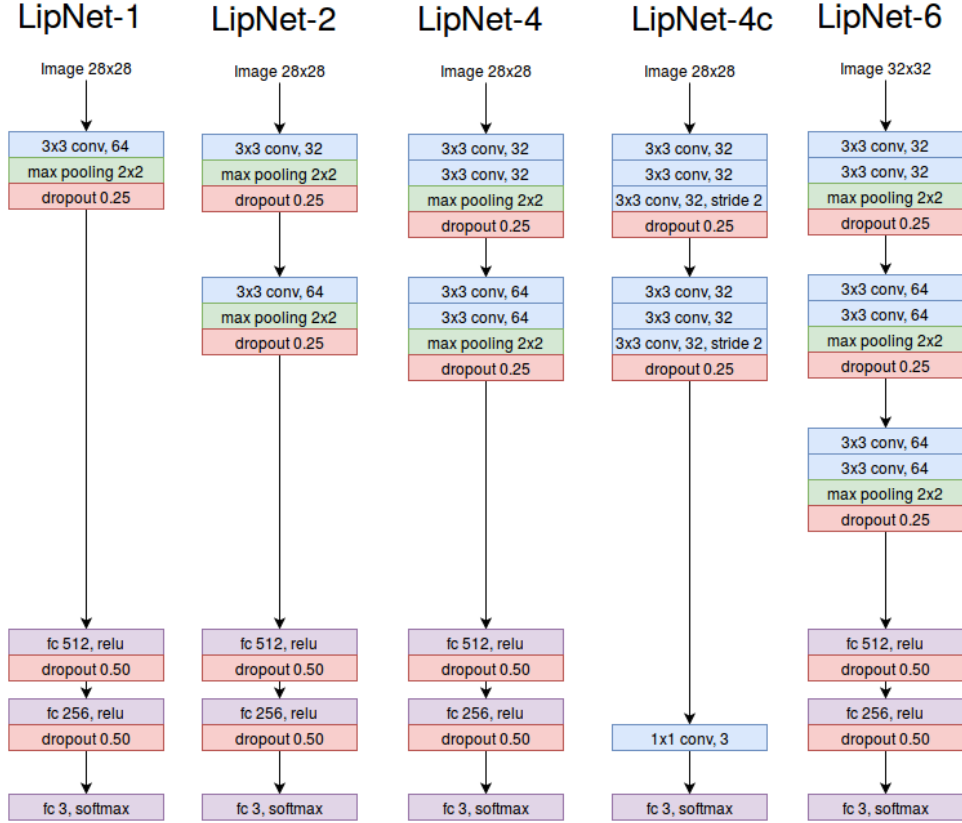 LipNet-1
Image 28x28
3x3 conv, 64
max pooling 2x2
dropout 0.25
fc 512, relu
dropout 0.50
fc 256, relu
dropout 0.50
fc 3, softmax
LipNet-2
Image 28x28
3x3 conv, 32
max pooling 2x2
dropout 0.25
3x3 conv, 64
max pooling 2x2
dropout 0.25
fc 512, relu
dropout 0.50
fc 256, relu
dropout 0.50
fc 3, softmax
LipNet-4
Image 28x28
3x3 conv, 32
3x3 conv, 32
max pooling 2x2
dropout 0.25
3x3 conv, 64
3x3 conv, 64
max pooling 2x2
dropout 0.25
fc 512, relu
dropout 0.50
fc 256, relu
dropout 0.50
fc 3, softmax
LipNet-4c
Image 28x28
3x3 conv, 32
3x3 conv, 32
3x3 conv, 32, stride 2
dropout 0.25
3x3 conv, 32
3x3 conv, 32
3x3 conv, 32, stride 2
dropout 0.25
1x1 conv, 3
fc 3, softmax
LipNet-6
Image 32x32
3x3 conv, 32
3x3 conv, 32
max pooling 2x2
dropout 0.25
3x3 conv, 64
3x3 conv, 64
max pooling 2x2
dropout 0.25
3x3 conv, 64
3x3 conv, 64
max pooling 2x2
dropout 0.25
fc 512, relu
dropout 0.50
fc 256, relu
dropout 0.50
fc 3, softmax